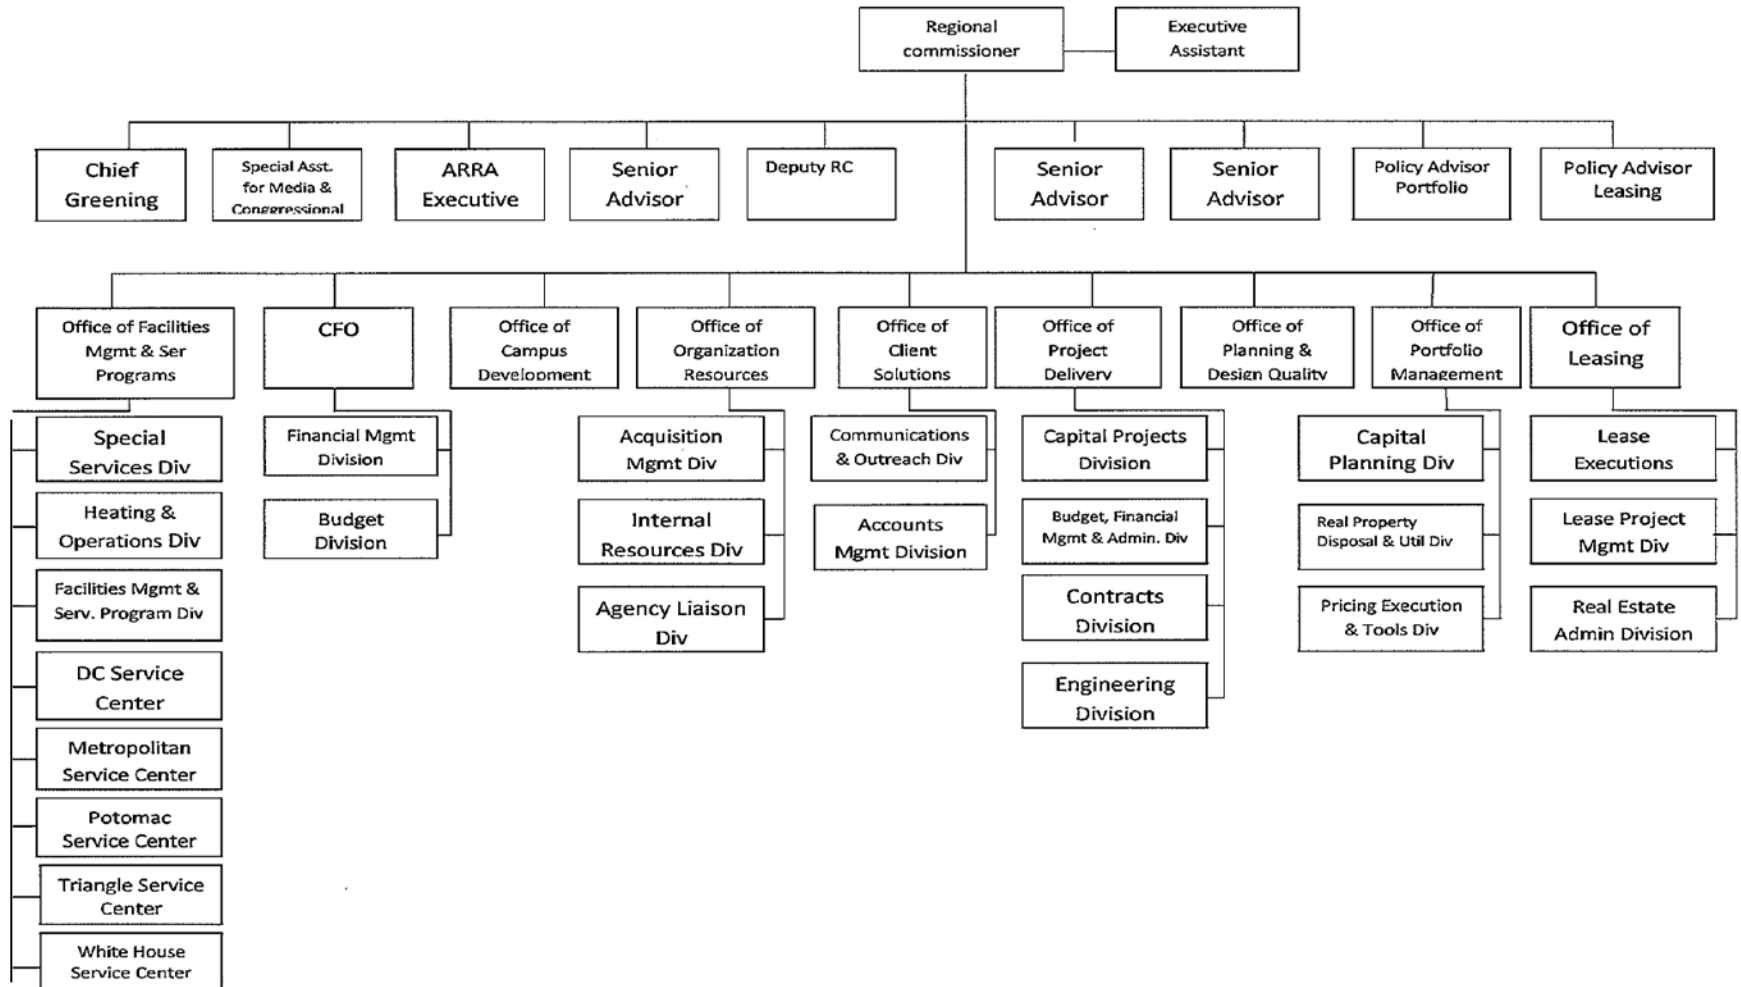 Regional
commissioner
Executive
Assistant
Chief
Greening
Special Asst.
for Media &
Conggressional
ARRA
Executive
Senior
Advisor
Deputy RC
Senior
Advisor
Senior
Advisor
Policy Advisor
Portfolio
Policy Advisor
Leasing
Office of Facilities
Mgmt & Ser
Programs
CFO
Office of
Campus
Development
Office of
Organization
Resources
Office of
Client
Solutions
Office of
Project
Delivery
Office of
Planning &
Design Quality
Office of
Portfolio
Management
Office of
Leasing
Special
Services Div
Heating &
Operations Div
Facilities Mgmt &
Serv. Program Div
DC Service
Center
Metropolitan
Service Center
Potomac
Service Center
Triangle Service
Center
White House
Service Center
Financial Mgmt
Division
Budget
Division
Acquisition
Mgmt Div
Internal
Resources Div
Agency Liaison
Div
Communications
& Outreach Div
Accounts
Mgmt Division
Capital Projects
Division
Budget, Financial
Mgmt & Admin. Div
Contracts
Division
Engineering
Division
Capital
Planning Div
Real Property
Disposal & Util Div
Pricing Execution
& Tools Div
Lease
Executions
Lease Project
Mgmt Div
Real Estate
Admin Division